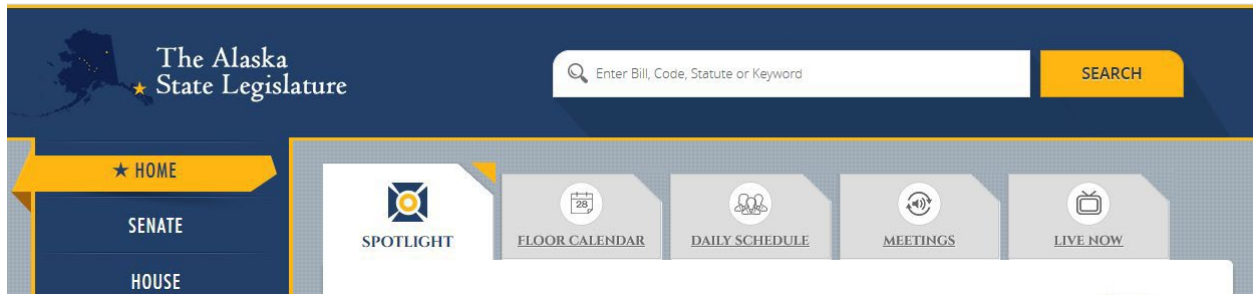 The Alaska
State Legislature
Enter Bill, Code, Statute or Keyword
SEARCH
★ HOME
SENATE
HOUSE
SPOTLIGHT
28
FLOOR CALENDAR
DAILY SCHEDULE
MEETINGS
LIVE NOW